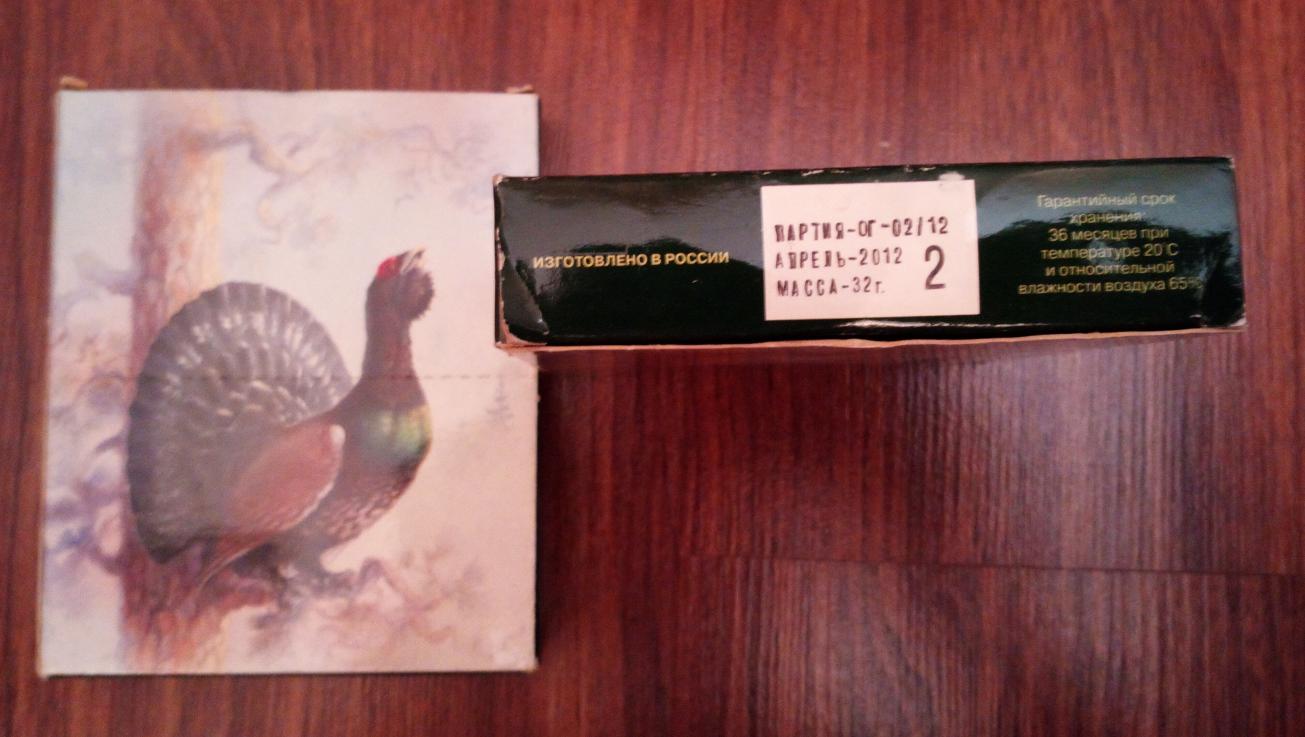 ИЗГОТОВЛЕНО В РОССИИ
ПАРТИЯ-ОГ-02/12
АПРЕЛЬ-2012
МАССА-32г.
2
Гарантийный срок
хранения:
36 месяцев при
температуре 20°С
и относительной
влажности воздуха 65%